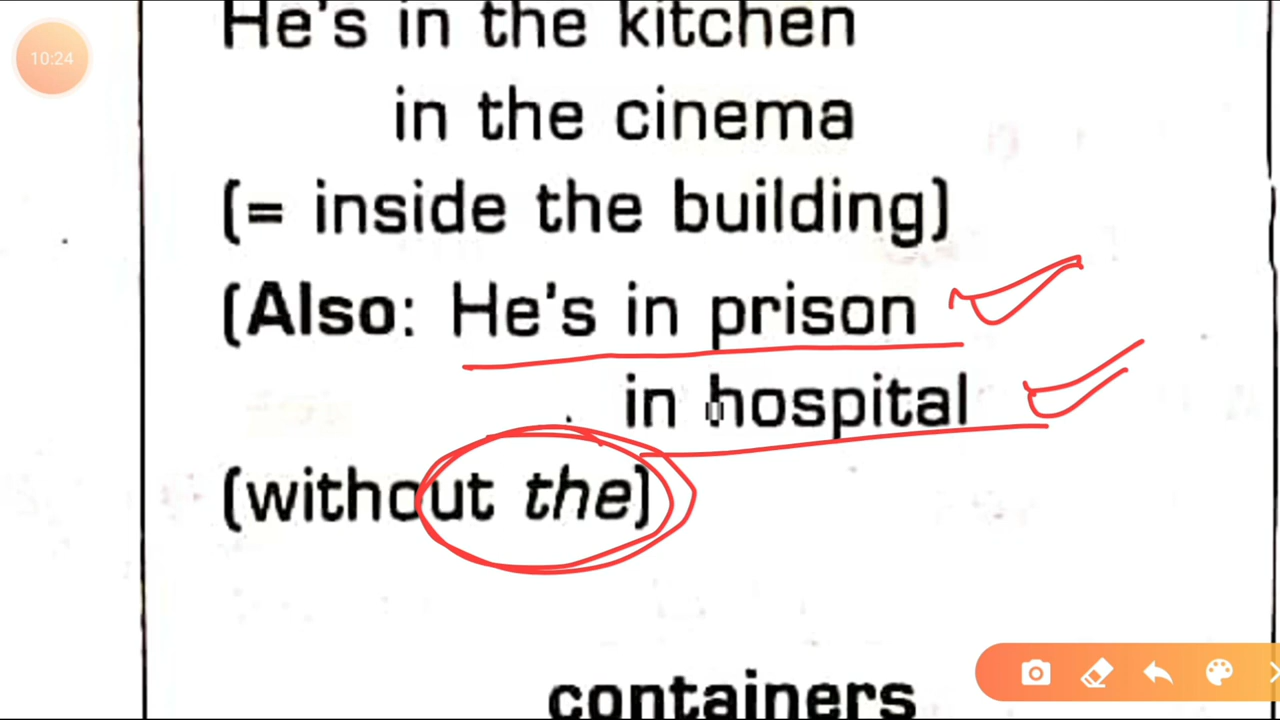 10:24
He's in the kitchen
in the cinema
(= inside the building)
(Also: He's in prison
in hospital
(without the)
containers